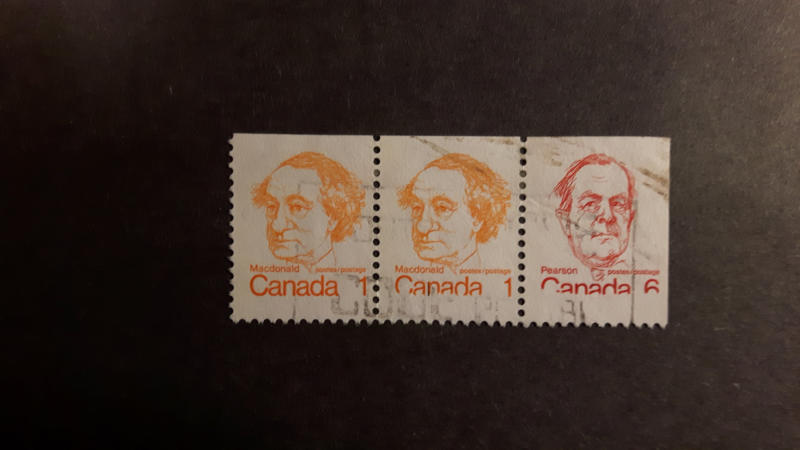 Macdonald postes/postage
Canada 1
Macdonald postes/postage
Canada 1
Pearson postes/postage
Canada 6